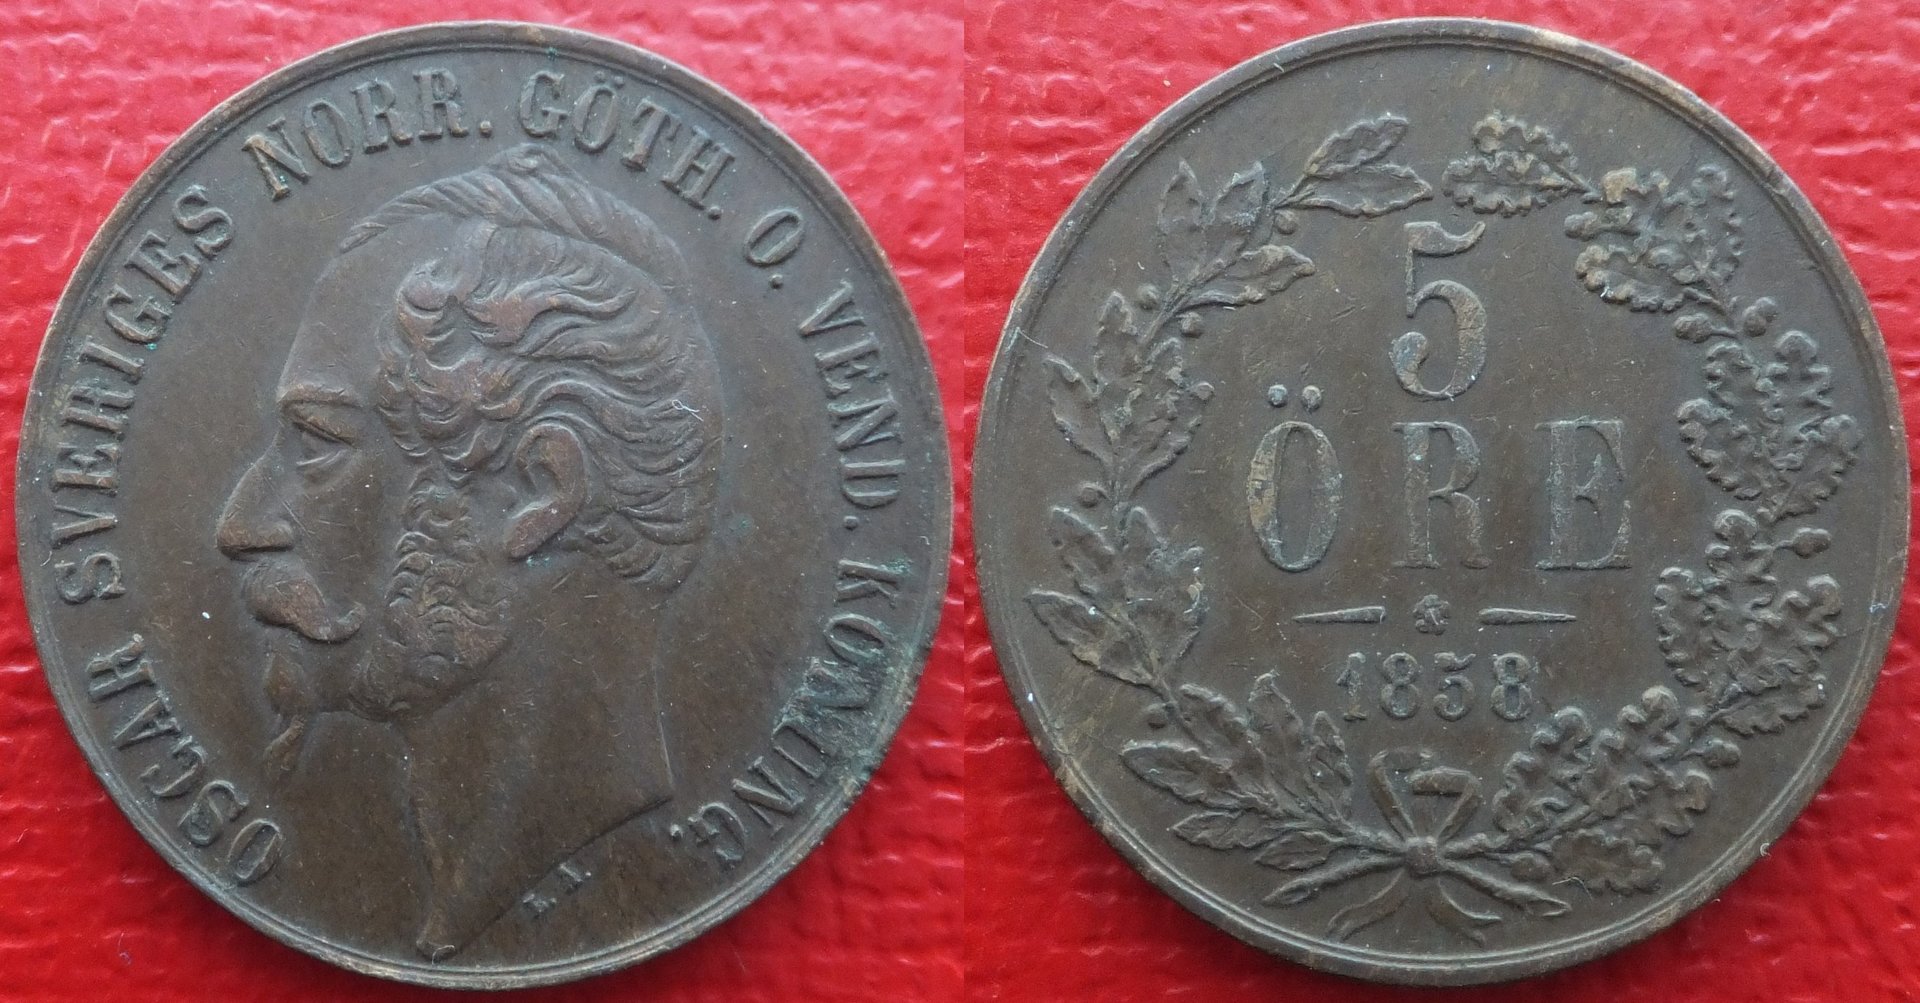 OSCAR SVERIGES NORR. GÖTH. O. VEND. KONUNG.
L. A.
5
ÖRE
1858